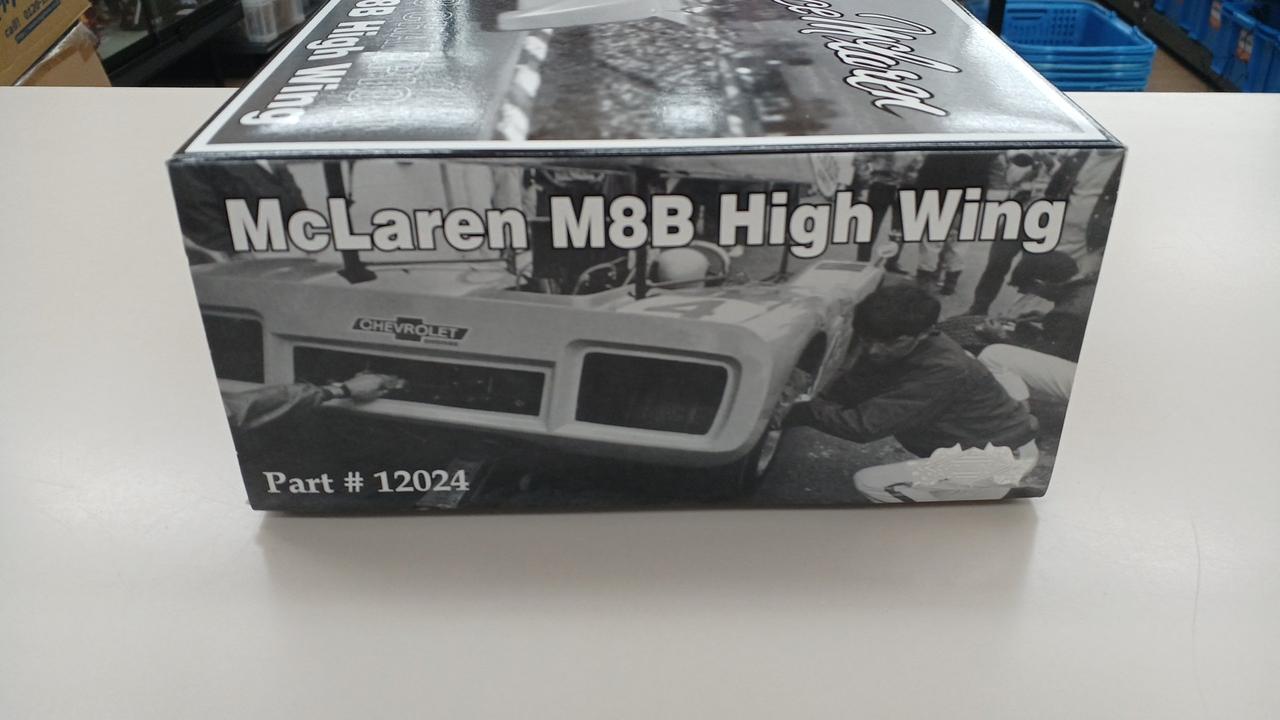 High Wing
McLaren M8B High Wing
CHEVROLET
Part # 12024